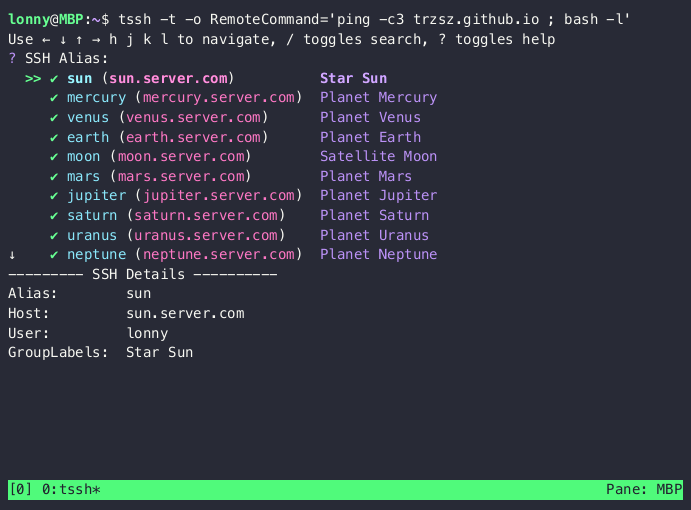 lonny@MBP:~$ tssh -t -o RemoteCommand='ping -c3 trzsz.github.io ; bash -l'
Use ← ↓ ↑ → h j k l to navigate, / toggles search, ? toggles help
? SSH Alias:
  >> ✔ sun (sun.server.com)          Star Sun
     ✔ mercury (mercury.server.com)  Planet Mercury
     ✔ venus (venus.server.com)      Planet Venus
     ✔ earth (earth.server.com)      Planet Earth
     ✔ moon (moon.server.com)        Satellite Moon
     ✔ mars (mars.server.com)        Planet Mars
     ✔ jupiter (jupiter.server.com)  Planet Jupiter
     ✔ saturn (saturn.server.com)    Planet Saturn
     ✔ uranus (uranus.server.com)    Planet Uranus
↓    ✔ neptune (neptune.server.com)  Planet Neptune
--------- SSH Details ----------
Alias:        sun
Host:         sun.server.com
User:         lonny
GroupLabels:  Star Sun
[0] 0:tssh*                                                            Pane: MBP